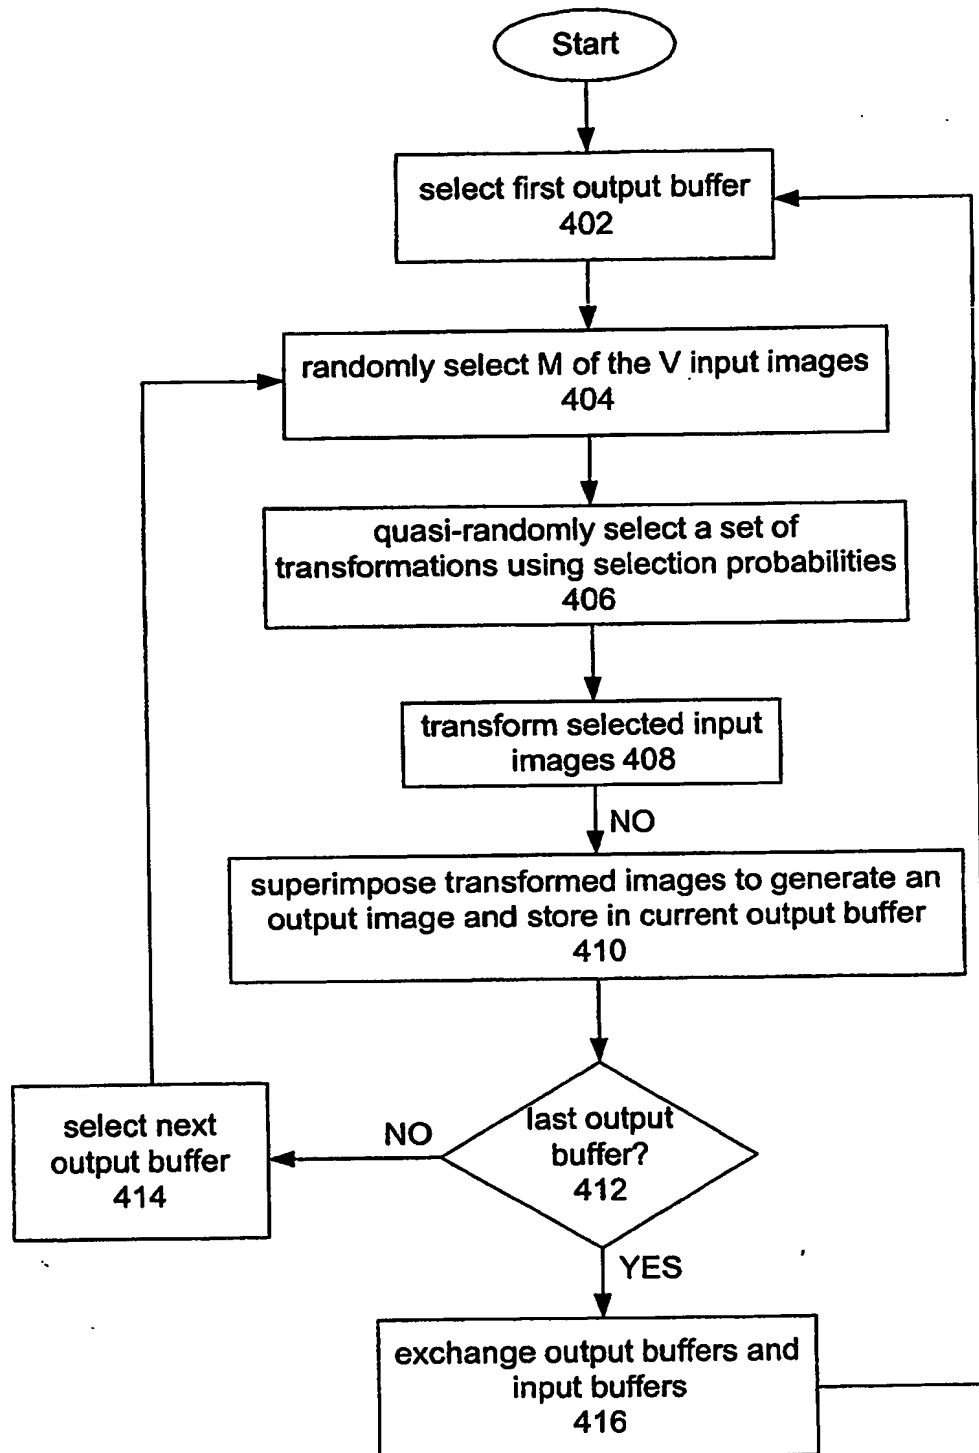 Start
select first output buffer
402
randomly select M of the V input images
404
quasi-randomly select a set of
transformations using selection probabilities
406
transform selected input
images 408
NO
superimpose transformed images to generate an
output image and store in current output buffer
410
last output
buffer?
412
NO
select next
output buffer
414
YES
exchange output buffers and
input buffers
416